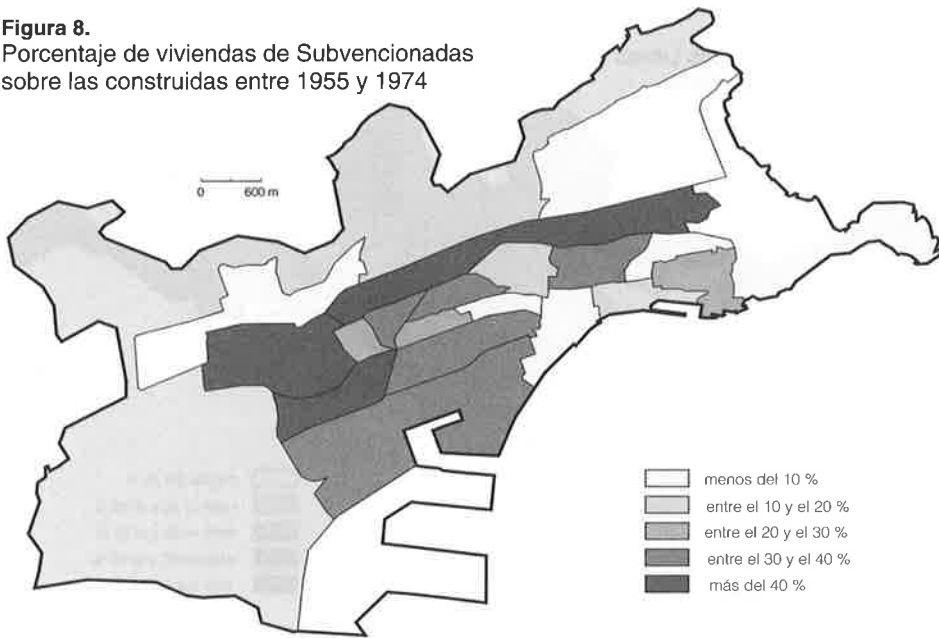 Figura 8.
Porcentaje de viviendas de Subvencionadas
sobre las construidas entre 1955 y 1974
0 600 m
menos del 10 %
entre el 10 y el 20 %
entre el 20 y el 30 %
entre el 30 y el 40 %
más del 40 %